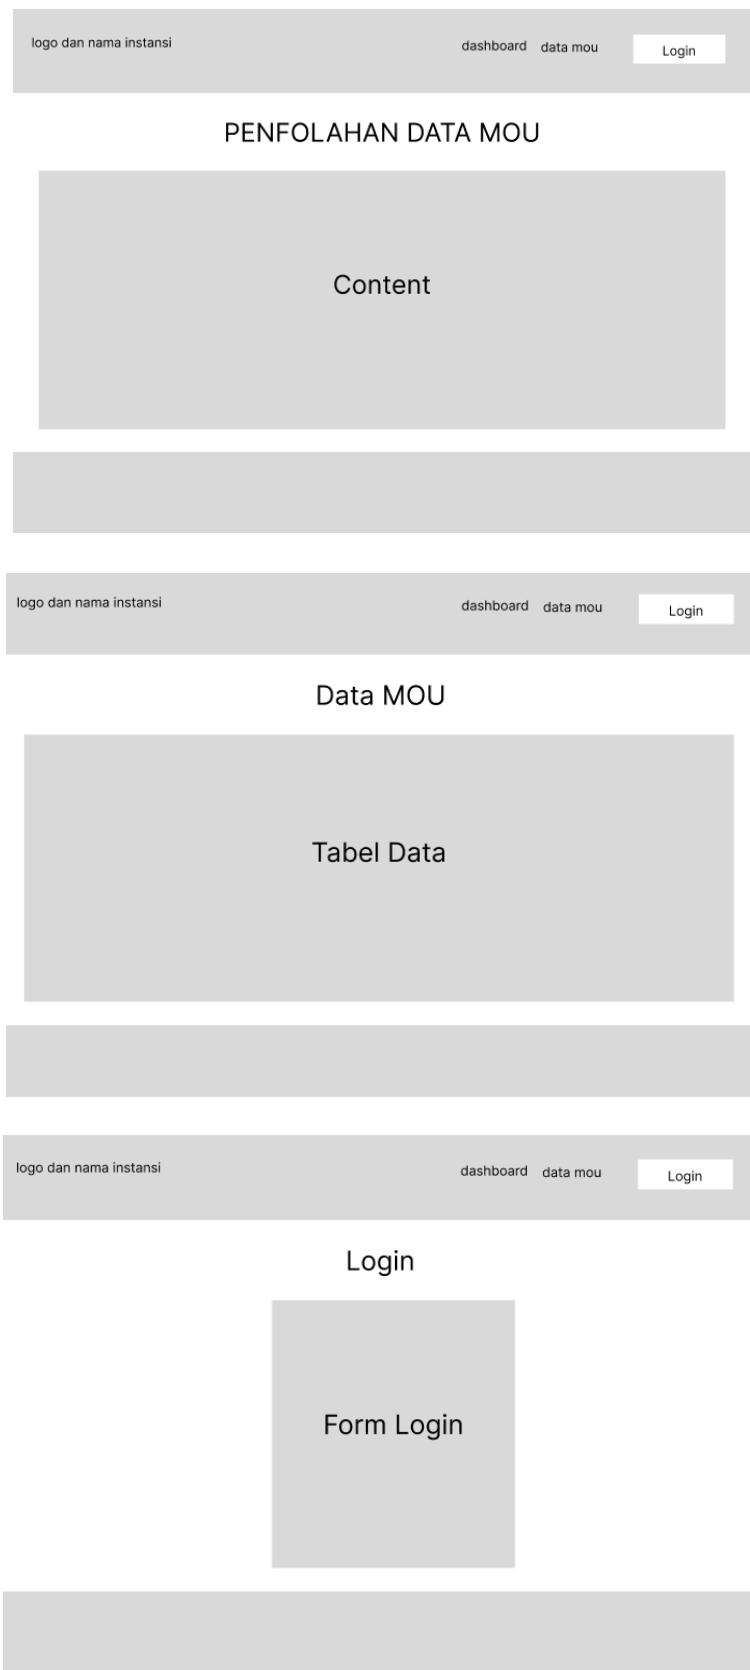 logo dan nama instansi
dashboard data mou Login
PENFOLAHAN DATA MOU
Content
logo dan nama instansi
dashboard data mou Login
Data MOU
Tabel Data
logo dan nama instansi
dashboard data mou Login
Login
Form Login